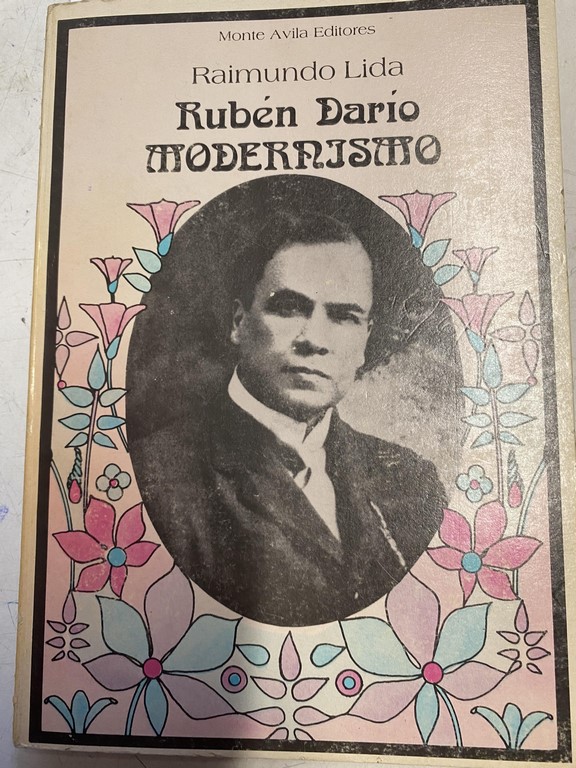 Monte Avila Editores
Raimundo Lida
Rubén Darío
MODERNISMO